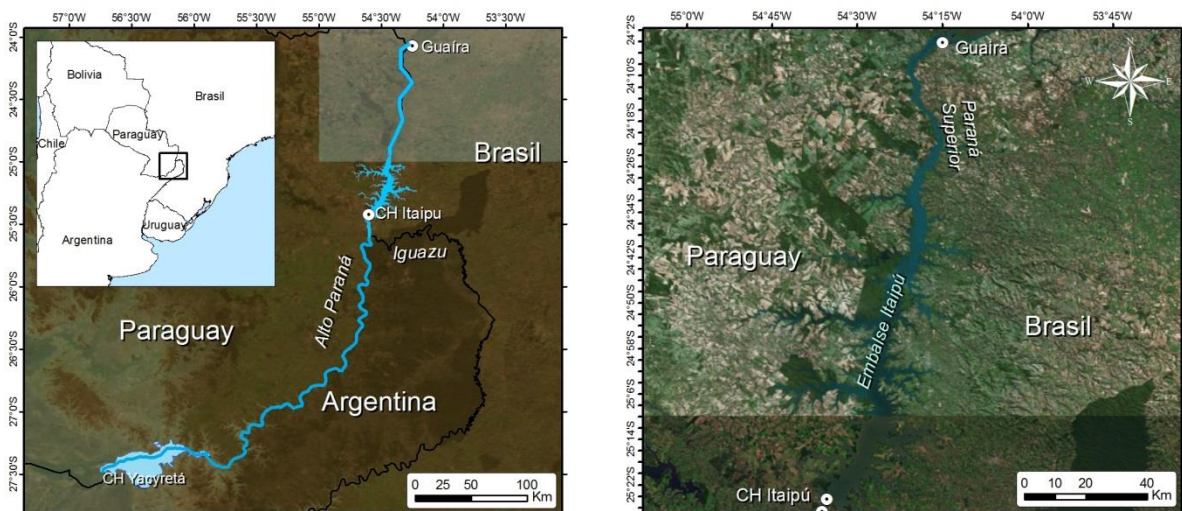 57°0'W 56°30'W 56°0'W 55°30'W 55°0'W 54°30'W 54°0'W 53°30'W
24°0'S
24°30'S
25°0'S
25°30'S
26°0'S
26°30'S
27°0'S
27°30'S
Bolivia
Brasil
Paraguay
Chile
Uruguay
Argentina
Guaíra
Brasil
CH Itaipu
Iguazu
Alto Paraná
Paraguay
Argentina
CH Yacyretá
0 25 50 100
Km
55°0'W 54°45'W 54°30'W 54°15'W 54°0'W 53°45'W
24°2'S
24°10'S
24°18'S
24°26'S
24°34'S
24°42'S
24°50'S
24°58'S
25°6'S
25°14'S
25°22'S
N
W E
S
Guairá
Paraná
Superior
Paraguay
Embalse Itaipú
Brasil
CH Itaipú
0 10 20 40
Km